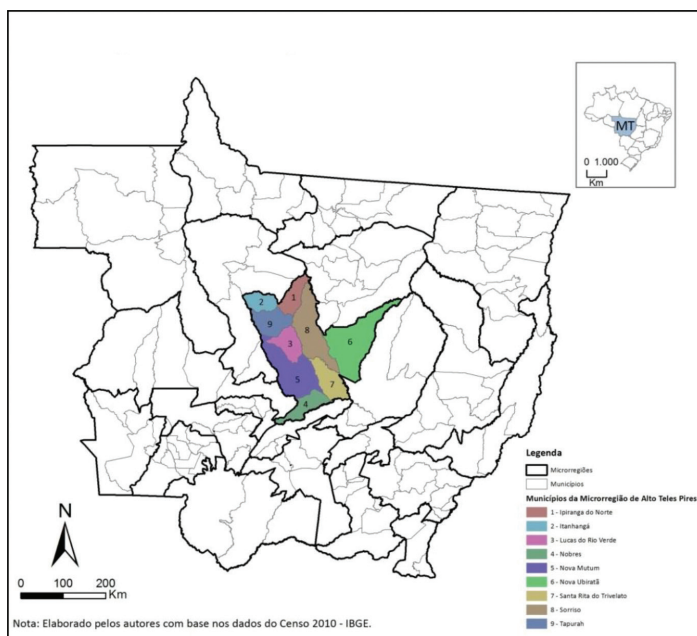 MT
0 1.000
Km
2
1
9
8
3
6
5
7
4
N
0 100 200
Km
Legenda
Microrregiões
Municípios
Municípios da Microrregião de Alto Teles Pires
1 - Ipiranga do Norte
2 - Itanhangá
3 - Lucas do Rio Verde
4 - Nobres
5 - Nova Mutum
6 - Nova Ubiratã
7 - Santa Rita do Trivelato
8 - Sorriso
9 - Tapurah
Nota: Elaborado pelos autores com base nos dados do Censo 2010 - IBGE.